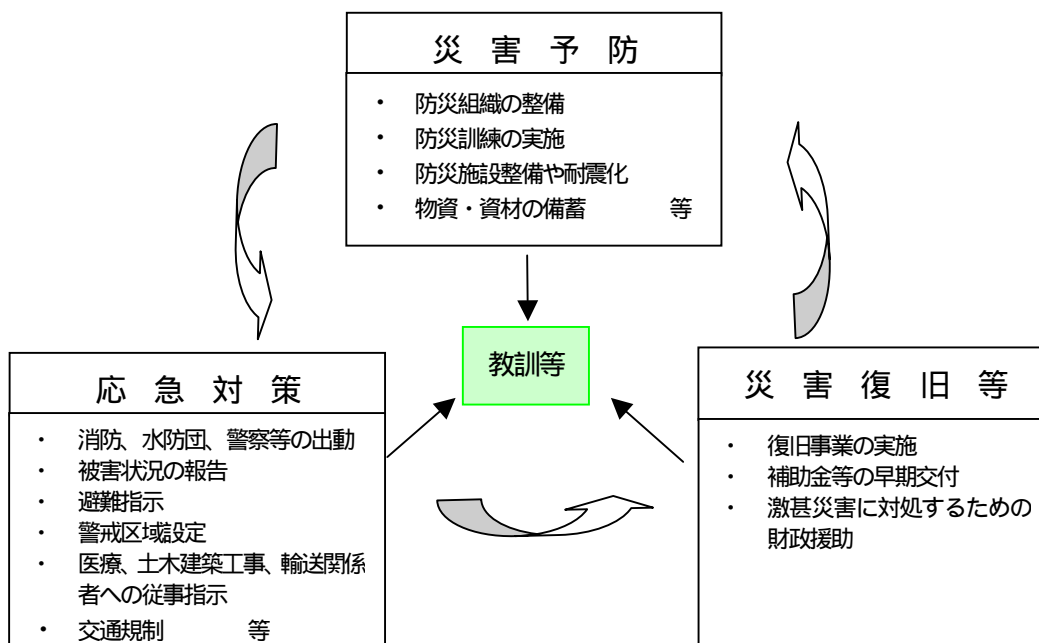 災害予防
・ 防災組織の整備
・ 防災訓練の実施
・ 防災施設整備や耐震化
・ 物資・資材の備蓄 等
教訓等
応急対策
・ 消防、水防団、警察等の出動
・ 被害状況の報告
・ 避難指示
・ 警戒区域設定
・ 医療、土木建築工事、輸送関係
者への従事指示
・ 交通規制 等
災害復旧等
・ 復旧事業の実施
・ 補助金等の早期交付
・ 激甚災害に対処するための
財政援助